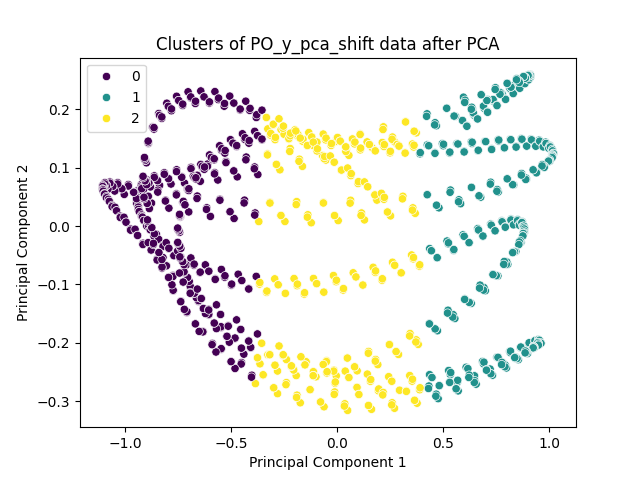 Clusters of PO_y_pca_shift data after PCA
0
1
2
0.2
0.1
0.0
−0.1
−0.2
−0.3
Principal Component 2
−1.0 −0.5 0.0 0.5 1.0
Principal Component 1